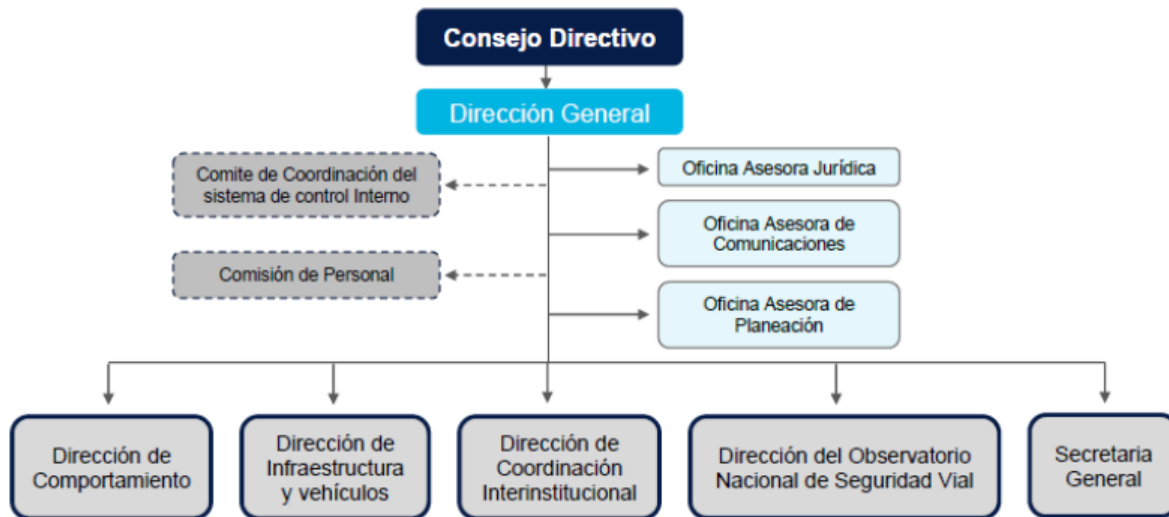 Consejo Directivo
Dirección General
Comite de Coordinación del
sistema de control Interno
Oficina Asesora Jurídica
Oficina Asesora de
Comunicaciones
Comisión de Personal
Oficina Asesora de
Planeación
Dirección de
Comportamiento
Dirección de
Infraestructura
y vehículos
Dirección de
Coordinación
Interinstitucional
Dirección del Observatorio
Nacional de Seguridad Vial
Secretaria
General